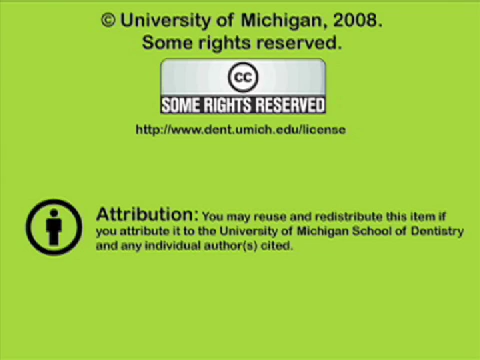 © University of Michigan, 2008.
Some rights reserved.
cc
SOME RIGHTS RESERVED
http://www.dent.umich.edu/license
Attribution: You may reuse and redistribute this item if
you attribute it to the University of Michigan School of Dentistry
and any individual author(s) cited.